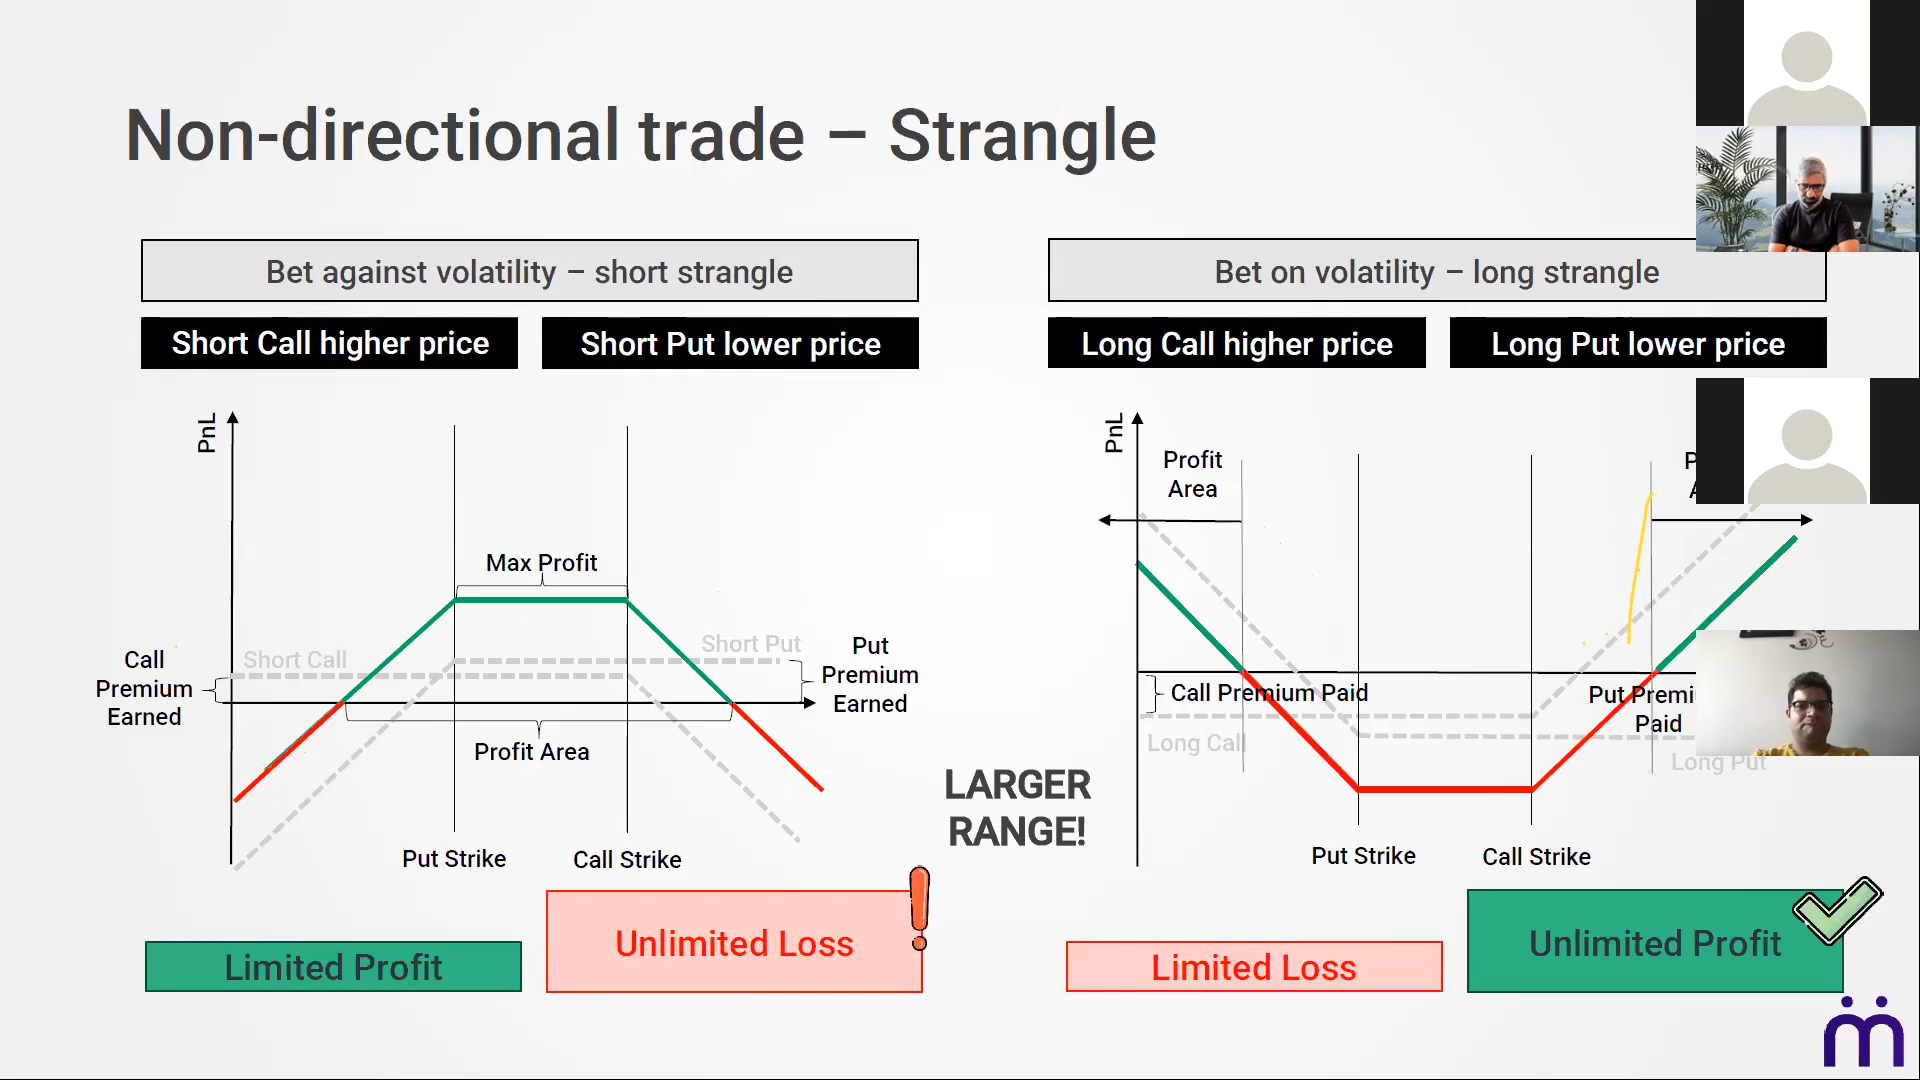 Non-directional trade – Strangle
Bet against volatility – short strangle
Short Call higher price
Short Put lower price
PnL
Max Profit
Short Call
Short Put
Call
Premium
Earned
Put
Premium
Earned
Profit Area
Put Strike
Call Strike
Limited Profit
Unlimited Loss
LARGER
RANGE!
Bet on volatility – long strangle
Long Call higher price
Long Put lower price
PnL
Profit
Area
Call Premium Paid
Put Premi
Paid
Long Call
Long Put
Put Strike
Call Strike
Limited Loss
Unlimited Profit